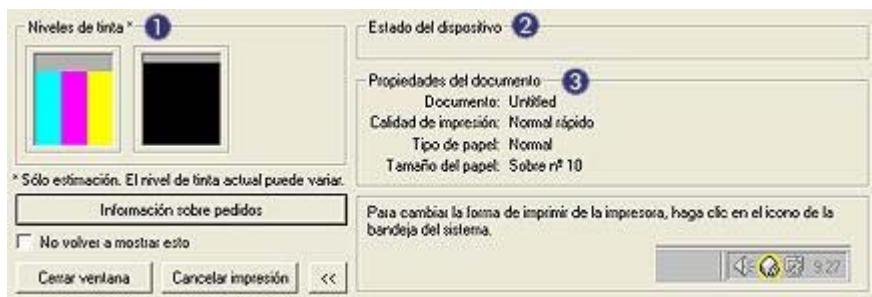 Niveles de tinta * 1
* Sólo estimación. El nivel de tinta actual puede variar.
Información sobre pedidos
No volver a mostrar esto
Cerrar ventana Cancelar impresión <<
Estado del dispositivo 2
Propiedades del documento 3
Documento: Untitled
Calidad de impresión: Normal rápido
Tipo de papel: Normal
Tamaño del papel: Sobre nº 10
Para cambiar la forma de imprimir de la impresora, haga clic en el icono de la
bandeja del sistema.
9:27